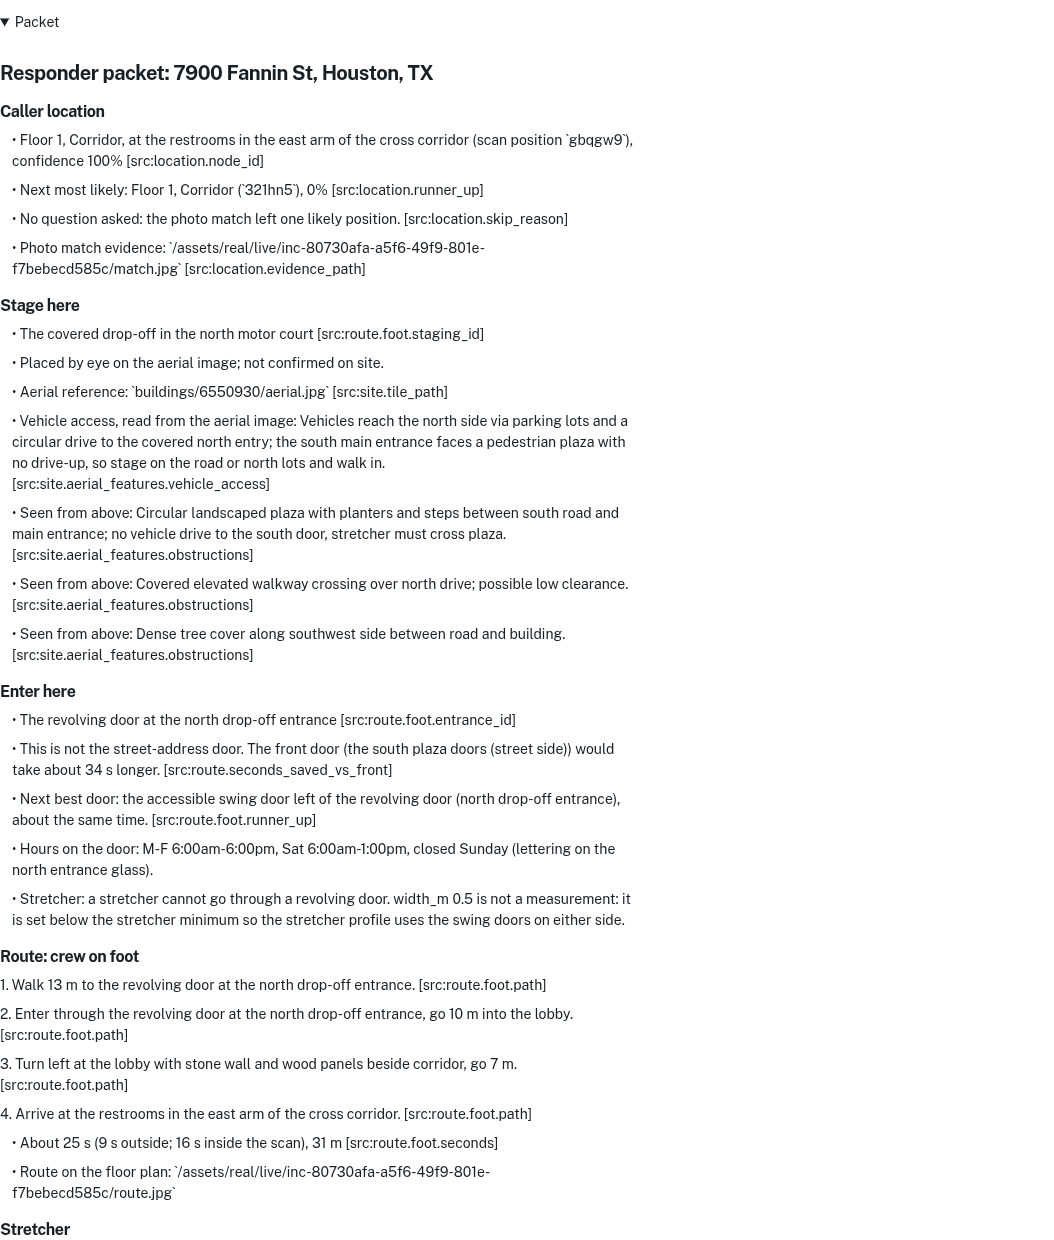 ▼ Packet
Responder packet: 7900 Fannin St, Houston, TX
Caller location
• Floor 1, Corridor, at the restrooms in the east arm of the cross corridor (scan position `gbqgw9`),
confidence 100% [src:location.node_id]
• Next most likely: Floor 1, Corridor (`321hn5`), 0% [src:location.runner_up]
• No question asked: the photo match left one likely position. [src:location.skip_reason]
• Photo match evidence: `/assets/real/live/inc-80730afa-a5f6-49f9-801e-
f7bebecd585c/match.jpg` [src:location.evidence_path]
Stage here
• The covered drop-off in the north motor court [src:route.foot.staging_id]
• Placed by eye on the aerial image; not confirmed on site.
• Aerial reference: `buildings/6550930/aerial.jpg` [src:site.tile_path]
• Vehicle access, read from the aerial image: Vehicles reach the north side via parking lots and a
circular drive to the covered north entry; the south main entrance faces a pedestrian plaza with
no drive-up, so stage on the road or north lots and walk in.
[src:site.aerial_features.vehicle_access]
• Seen from above: Circular landscaped plaza with planters and steps between south road and
main entrance; no vehicle drive to the south door, stretcher must cross plaza.
[src:site.aerial_features.obstructions]
• Seen from above: Covered elevated walkway crossing over north drive; possible low clearance.
[src:site.aerial_features.obstructions]
• Seen from above: Dense tree cover along southwest side between road and building.
[src:site.aerial_features.obstructions]
Enter here
• The revolving door at the north drop-off entrance [src:route.foot.entrance_id]
• This is not the street-address door. The front door (the south plaza doors (street side)) would
take about 34 s longer. [src:route.seconds_saved_vs_front]
• Next best door: the accessible swing door left of the revolving door (north drop-off entrance),
about the same time. [src:route.foot.runner_up]
• Hours on the door: M-F 6:00am-6:00pm, Sat 6:00am-1:00pm, closed Sunday (lettering on the
north entrance glass).
• Stretcher: a stretcher cannot go through a revolving door. width_m 0.5 is not a measurement: it
is set below the stretcher minimum so the stretcher profile uses the swing doors on either side.
Route: crew on foot
1. Walk 13 m to the revolving door at the north drop-off entrance. [src:route.foot.path]
2. Enter through the revolving door at the north drop-off entrance, go 10 m into the lobby.
[src:route.foot.path]
3. Turn left at the lobby with stone wall and wood panels beside corridor, go 7 m.
[src:route.foot.path]
4. Arrive at the restrooms in the east arm of the cross corridor. [src:route.foot.path]
• About 25 s (9 s outside; 16 s inside the scan), 31 m [src:route.foot.seconds]
• Route on the floor plan: `/assets/real/live/inc-80730afa-a5f6-49f9-801e-
f7bebecd585c/route.jpg`
Stretcher